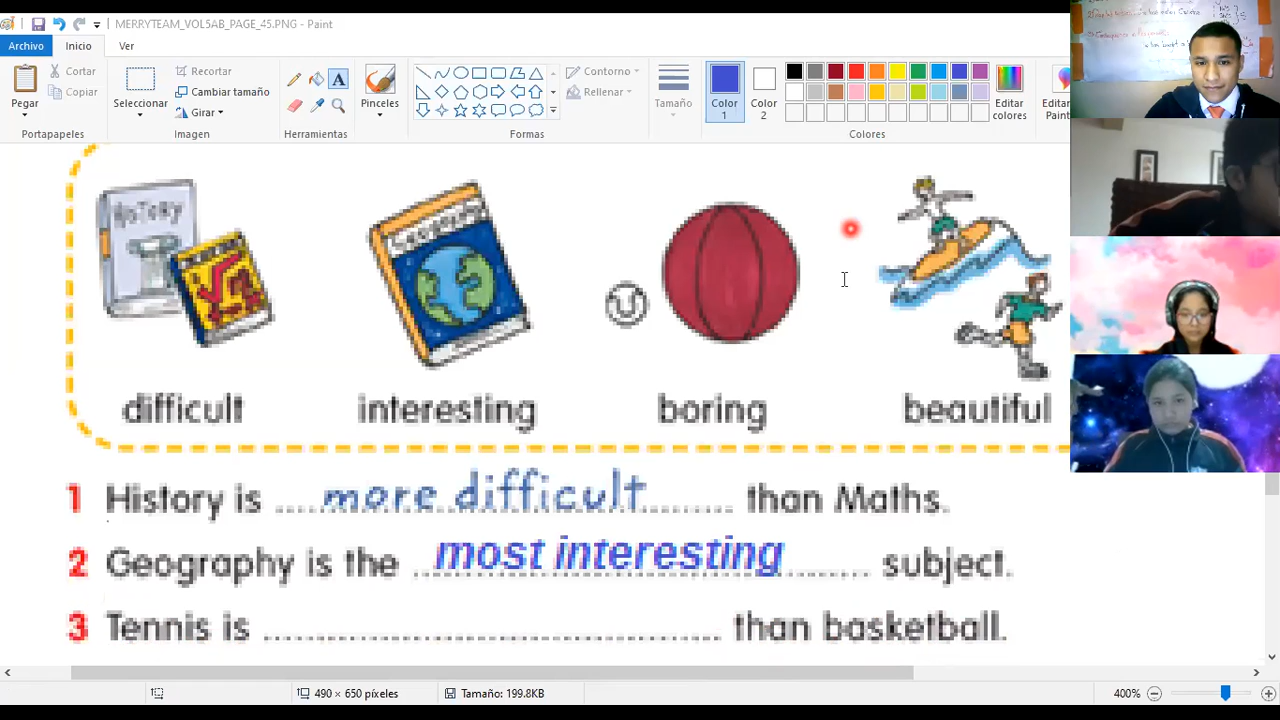 MERRYTEAM_VOL5AB_PAGE_45.PNG - Paint
Archivo Inicio Ver
Pegar
Cortar
Copiar
Portapapeles
Seleccionar
Recortar
Cambiar tamaño
Girar
Imagen
A
Herramientas
Pinceles
Contorno
Rellenar
Formas
Tamaño
Color 1
Color 2
Editar colores
Colores
Editar
Paint
HISTORY
difficult interesting boring beautiful
1 History is more difficult than Maths.
2 Geography is the most interesting subject.
3 Tennis is than basketball.
490 × 650 píxeles Tamaño: 199.8KB 400%